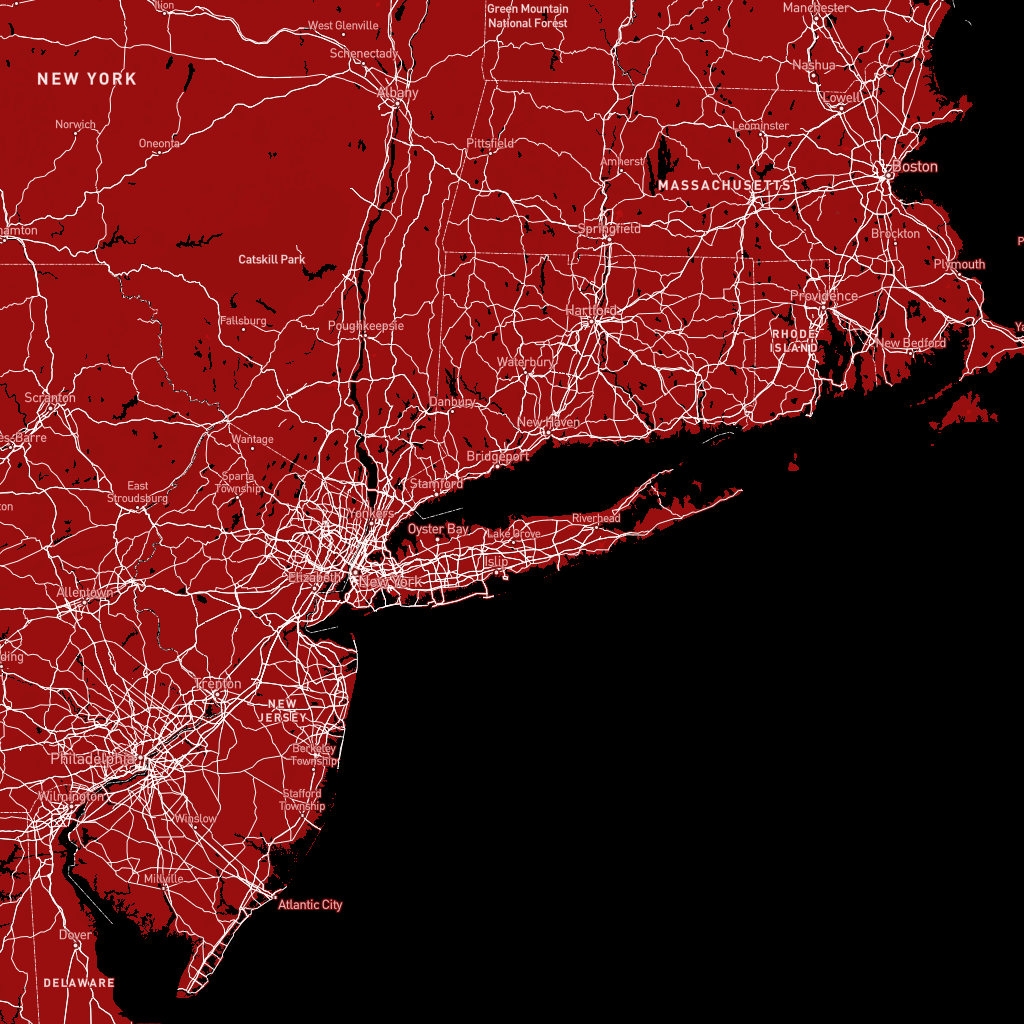 Green Mountain
National Forest
Manchester
West Glenville
Schenectady
Nashua
NEW YORK
Albany
Lowell
Norwich
Leominster
Oneonta
Pittsfield
Amherst
Boston
MASSACHUSETTS
Springfield
Brockton
Catskill Park
Plymouth
Providence
Hartford
Fallsburg
Poughkeepsie
RHODE
ISLAND
New Bedford
Waterbury
Scranton
Danbury
New Haven
Wantage
Bridgeport
Sparta
Township
Stamford
East
Stroudsburg
Yonkers
Riverhead
Oyster Bay
Lake Grove
Islip
Elizabeth
New York
Allentown
Trenton
NEW
JERSEY
Berkeley
Township
Philadelphia
Stafford
Township
Wilmington
Winslow
Millville
Atlantic City
Dover
DELAWARE